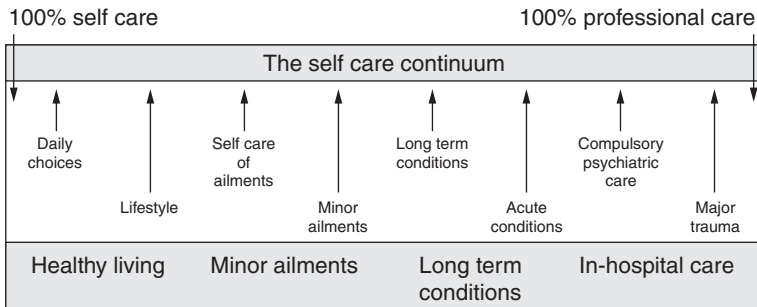 100% self care
100% professional care
The self care continuum
Daily
choices
Lifestyle
Self care
of
ailments
Minor
ailments
Long term
conditions
Acute
conditions
Compulsory
psychiatric
care
Major
trauma
Healthy living
Minor ailments
Long term
conditions
In-hospital care